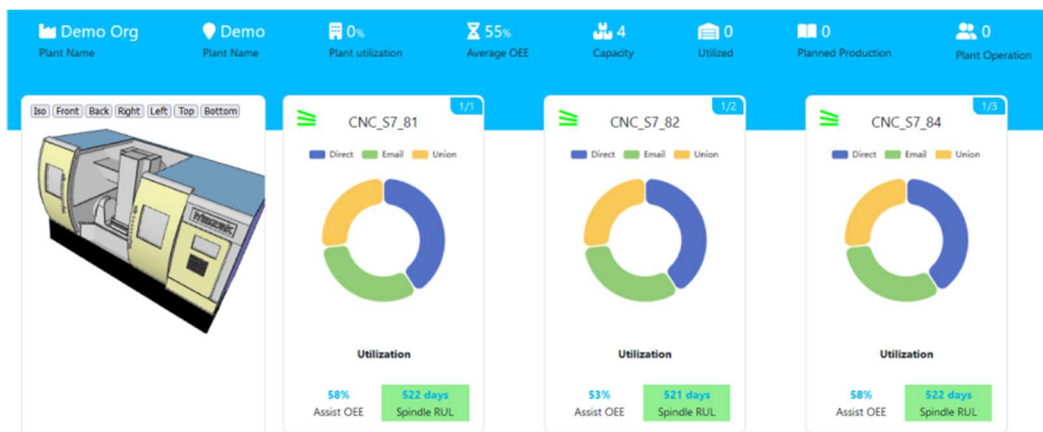 Demo Org
Plant Name
Demo
Plant Name
0%
Plant utilization
55%
Average OEE
4
Capacity
0
Utilized
0
Planned Production
0
Plant Operation
Iso Front Back Right Left Top Bottom
1/1
CNC_S7_81
Direct Email Union
Utilization
58%
Assist OEE
522 days
Spindle RUL
1/2
CNC_S7_82
Direct Email Union
Utilization
53%
Assist OEE
521 days
Spindle RUL
1/3
CNC_S7_84
Direct Email Union
Utilization
58%
Assist OEE
522 days
Spindle RUL